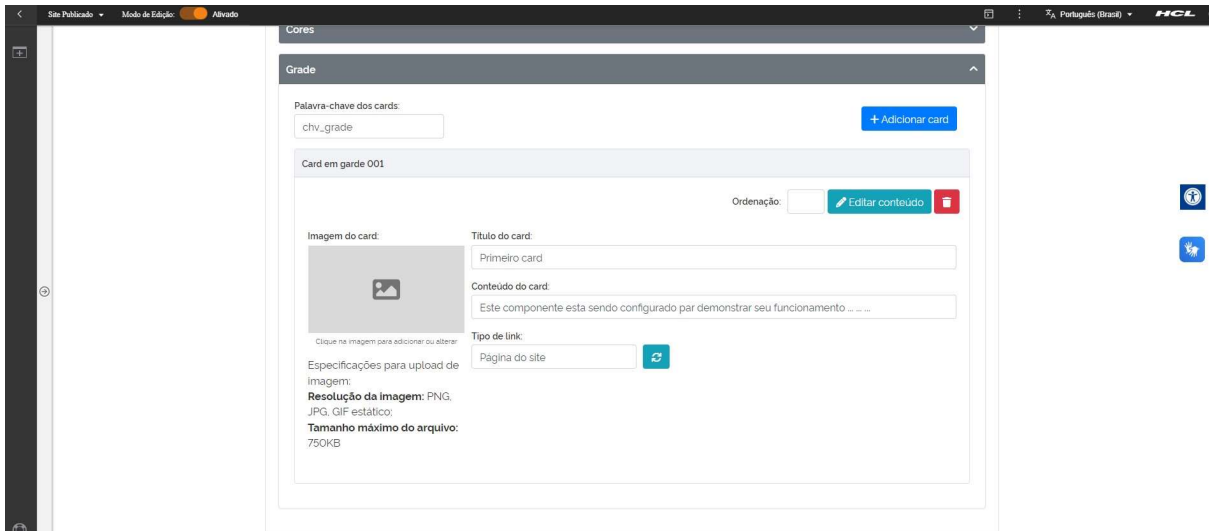 Site Publicado
Modo de Edição:
Ativado
Português (Brasil)
HCL
Cores
Grade
Palavra-chave dos cards:
chv_grade
+ Adicionar card
Card em garde 001
Ordenação:
Editar conteúdo
Imagem do card:
Título do card:
Primeiro card
Conteúdo do card:
Este componente esta sendo configurado par demonstrar seu funcionamento ... ... ...
Clique na imagem para adicionar ou alterar
Tipo de link:
Página do site
Especificações para upload de
imagem:
Resolução da imagem: PNG,
JPG, GIF estático;
Tamanho máximo do arquivo:
750KB